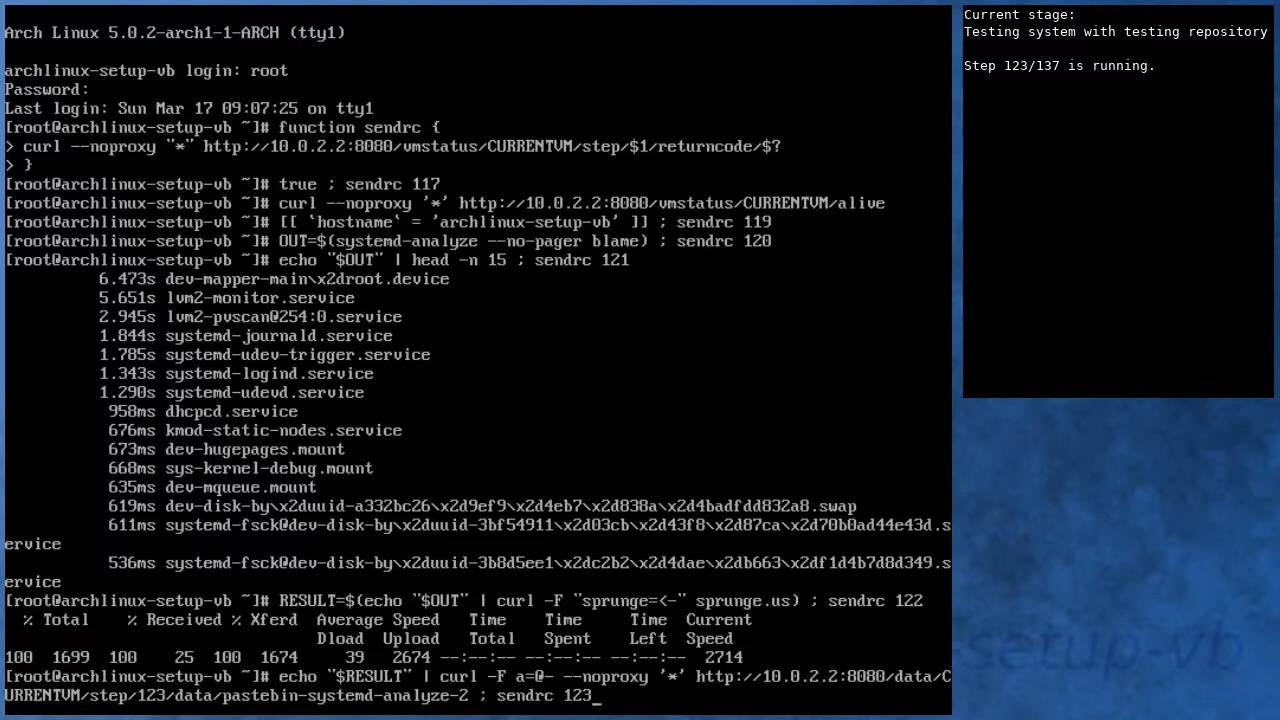 Arch Linux 5.0.2-arch1-1-ARCH (tty1)
archlinux-setup-vb login: root
Password:
Last login: Sun Mar 17 09:07:25 on tty1
[root@archlinux-setup-vb ~]# function sendrc {
> curl --noproxy "*" http://10.0.2.2:8080/vmstatus/CURRENTVM/step/$1/returncode/$?
> }
[root@archlinux-setup-vb ~]# true ; sendrc 117
[root@archlinux-setup-vb ~]# curl --noproxy '*' http://10.0.2.2:8080/vmstatus/CURRENTVM/alive
[root@archlinux-setup-vb ~]# [[ `hostname` = 'archlinux-setup-vb' ]] ; sendrc 119
[root@archlinux-setup-vb ~]# OUT=$(systemd-analyze --no-pager blame) ; sendrc 120
[root@archlinux-setup-vb ~]# echo "$OUT" | head -n 15 ; sendrc 121
6.473s dev-mapper-main\x2droot.device
5.651s lvm2-monitor.service
2.945s lvm2-pvscan@254:0.service
1.844s systemd-journald.service
1.785s systemd-udev-trigger.service
1.343s systemd-logind.service
1.290s systemd-udevd.service
958ms dhcpcd.service
676ms kmod-static-nodes.service
673ms dev-hugepages.mount
668ms sys-kernel-debug.mount
635ms dev-mqueue.mount
619ms dev-disk-by\x2duuid-a332bc26\x2d9ef9\x2d4eb7\x2d838a\x2d4badfdd832a8.swap
611ms systemd-fsck@dev-disk-by\x2duuid-3bf54911\x2d03cb\x2d43f8\x2d87ca\x2d70b0ad44e43d.s
ervice
536ms systemd-fsck@dev-disk-by\x2duuid-3b8d5ee1\x2dc2b2\x2d4dae\x2db663\x2df1d4b7d8d349.s
ervice
[root@archlinux-setup-vb ~]# RESULT=$(echo "$OUT" | curl -F "sprunge=<-" sprunge.us) ; sendrc 122
% Total % Received % Xferd Average Speed Time Time Time Current
Dload Upload Total Spent Left Speed
100 1699 100 25 100 1674 39 2674 --:--:-- --:--:-- --:--:-- 2714
[root@archlinux-setup-vb ~]# echo "$RESULT" | curl -F a=@- --noproxy '*' http://10.0.2.2:8080/data/C
URRENTVM/step/123/data/pastebin-systemd-analyze-2 ; sendrc 123_
Current stage:
Testing system with testing repository
Step 123/137 is running.
setup-vb